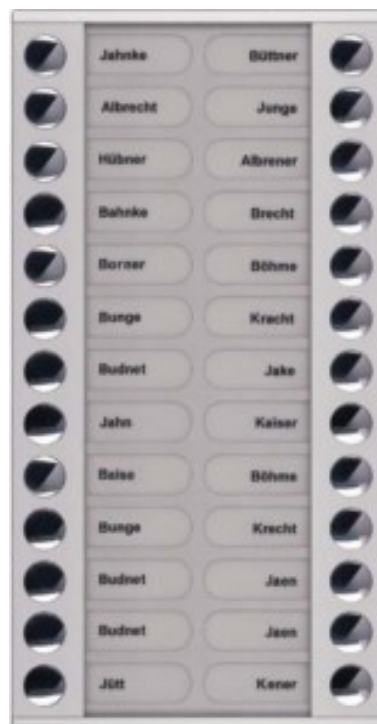 Jahnke Büttner
Albrecht Junge
Hübner Albrener
Bahnke Brecht
Borner Böhme
Bunge Kracht
Budnet Jake
Jahn Kaiser
Baise Böhme
Bunge Krecht
Budnet Jaen
Budnet Jaen
Jütt Kener